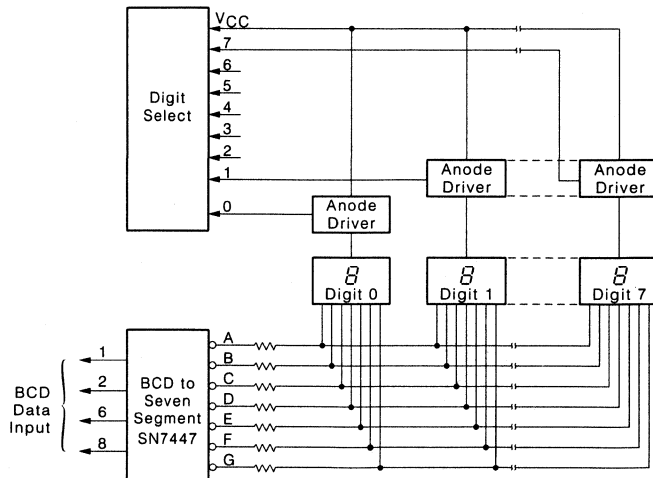 VCC
7
6
5
4
3
2
1
0
Digit
Select
Anode
Driver
Anode
Driver
Anode
Driver
8
Digit 0
8
Digit 1
8
Digit 7
BCD
Data
Input
1
2
6
8
BCD to
Seven
Segment
SN7447
A
B
C
D
E
F
G